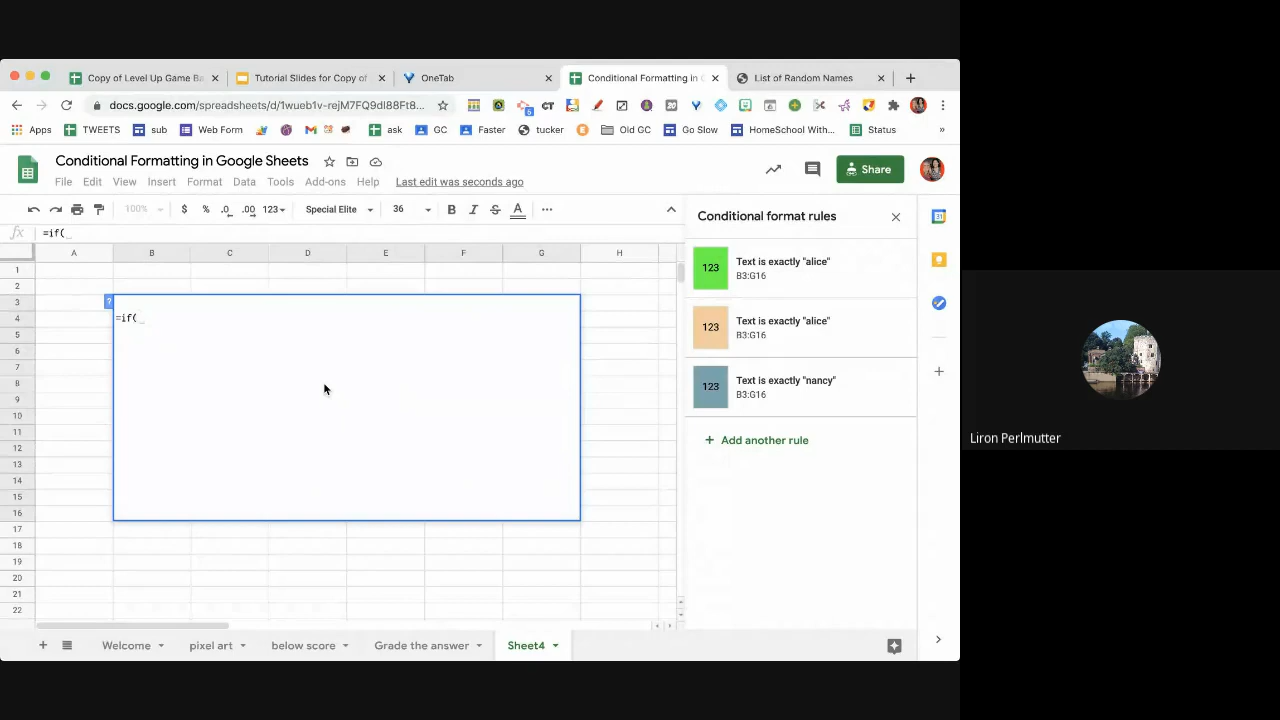 Copy of Level Up Game Ba
Tutorial Slides for Copy of
OneTab
Conditional Formatting in G
List of Random Names
docs.google.com/spreadsheets/d/1wueb1v-rejM7FQ9dI88Ft8...
Apps
TWEETS
sub
Web Form
ask
GC
Faster
tucker
Old GC
Go Slow
HomeSchool With...
Status
»
Conditional Formatting in Google Sheets
File Edit View Insert Format Data Tools Add-ons Help Last edit was seconds ago
Share
100% $ % .0 .00 123 Special Elite 36 B I S A
Conditional format rules
fx =if(_
A B C D E F G H
1
2
3
4
5
6
7
8
9
10
11
12
13
14
15
16
17
18
19
20
21
22
?
=if(_
123
Text is exactly "alice"
B3:G16
123
Text is exactly "alice"
B3:G16
123
Text is exactly "nancy"
B3:G16
+ Add another rule
Welcome
pixel art
below score
Grade the answer
Sheet4
Liron Perlmutter